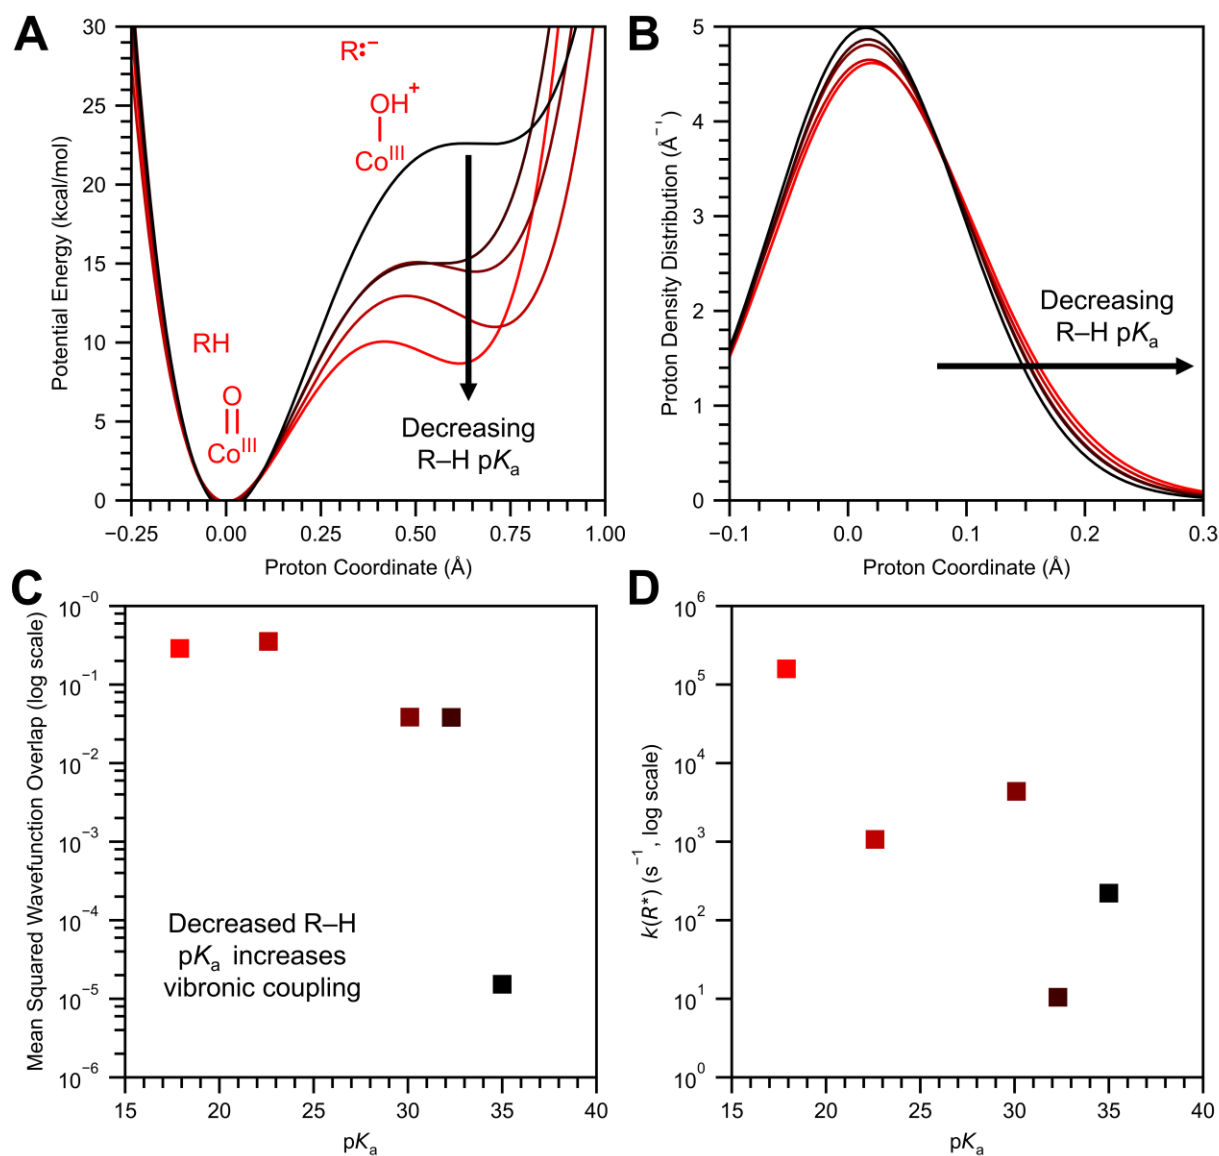 A
Potential Energy (kcal/mol)
30
25
20
15
10
5
0
R:⁻
OH⁺
Coᴵᴵᴵ
RH
O
Coᴵᴵᴵ
Decreasing
R–H pKₐ
−0.25
0.00
0.25
0.50
0.75
1.00
Proton Coordinate (Å)
B
Proton Density Distribution (Å⁻¹)
5
4
3
2
1
0
Decreasing
R–H pKₐ
−0.1
0.0
0.1
0.2
0.3
Proton Coordinate (Å)
C
Mean Squared Wavefunction Overlap (log scale)
10⁻⁰
10⁻¹
10⁻²
10⁻³
10⁻⁴
10⁻⁵
10⁻⁶
Decreased R–H
pKₐ increases
vibronic coupling
15
20
25
30
35
40
pKₐ
D
k(R*) (s⁻¹, log scale)
10⁶
10⁵
10⁴
10³
10²
10¹
10⁰
15
20
25
30
35
40
pKₐ